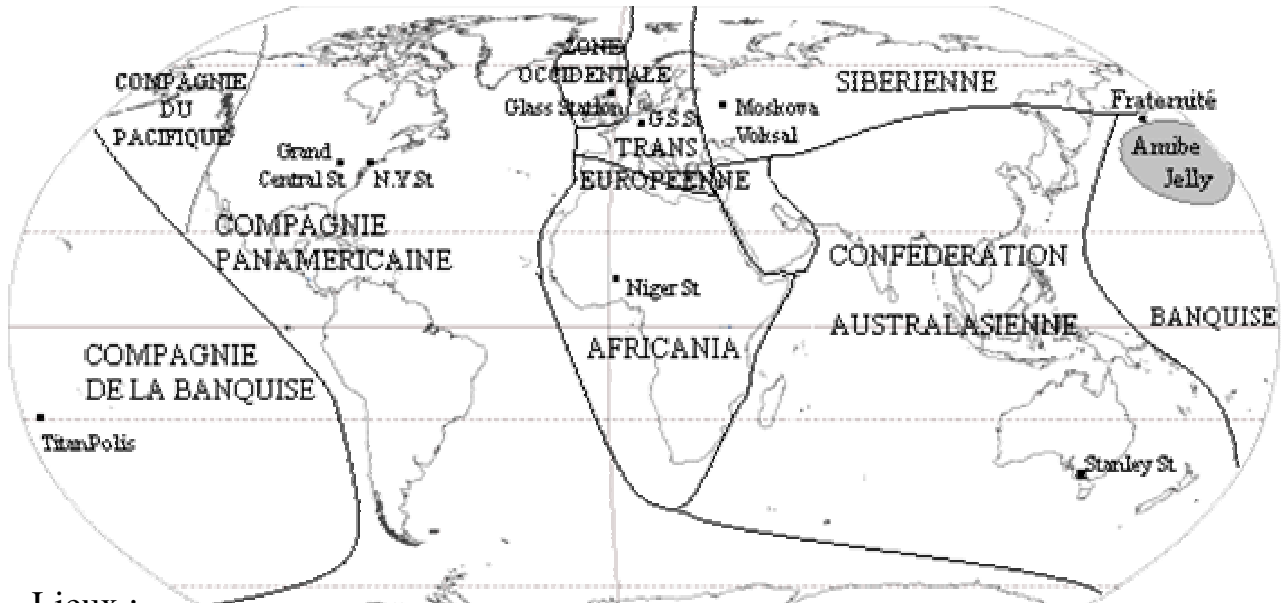 COMPAGNIE
DU
PACIFIQUE
ZONE
OCCIDENTALE
Glass Station
G.S.S.
TRANS
EUROPEENNE
SIBERIENNE
Moskova
Voksal
Fraternité
Amibe
Jelly
Grand
Central St
N.Y.St
COMPAGNIE
PANAMERICAINE
Niger St
AFRICANIA
CONFEDERATION
AUSTRALASIENNE
BANQUISE
COMPAGNIE
DE LA BANQUISE
TitanPolis
Stanley St
Lieux :